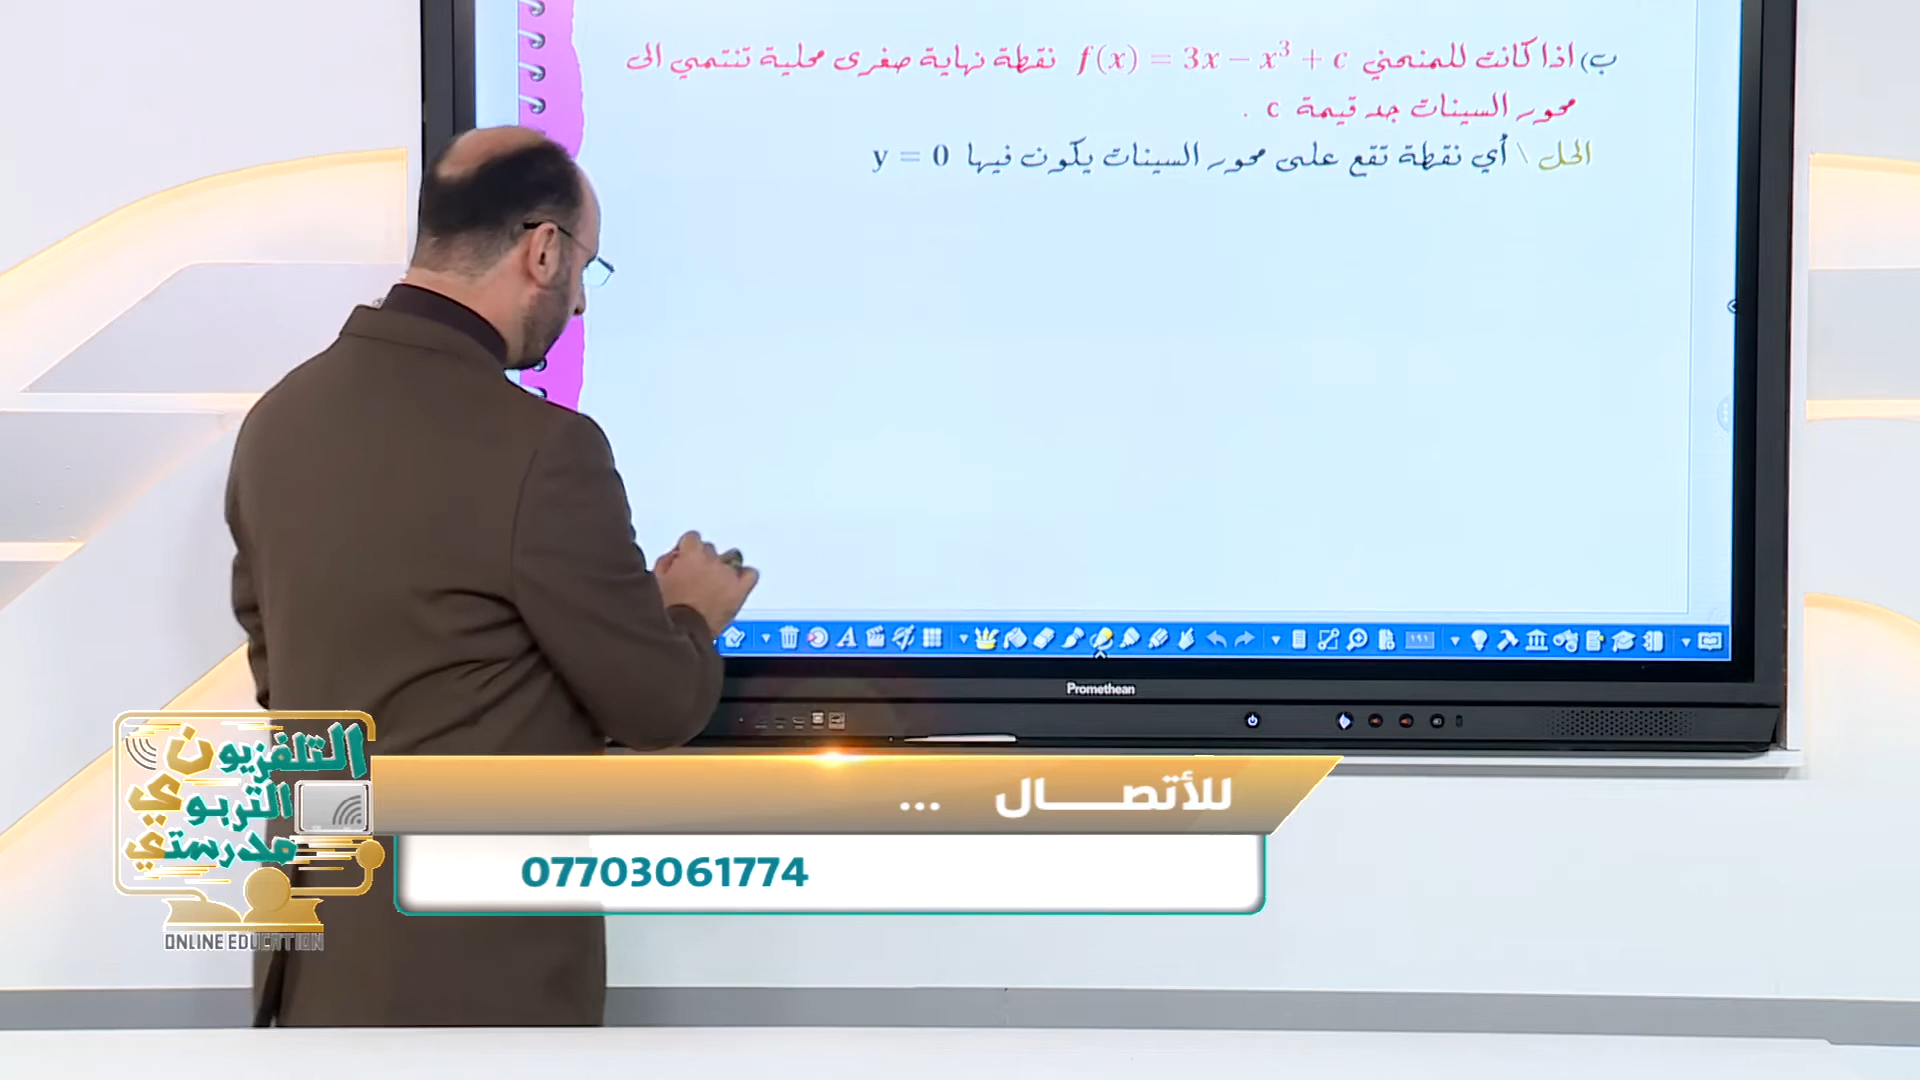 ب) اذا كانت للمنحني f(x) = 3x − x³ + c نقطة نهاية صغرى محلية تنتمي الى
محور السينات جد قيمة c .
الحل \ أي نقطة تقع على محور السينات يكون فيها y = 0
Promethean
للأتصـــــال ...
07703061774
التلفزيون
التربوي
مدرستي
ONLINE EDUCATION